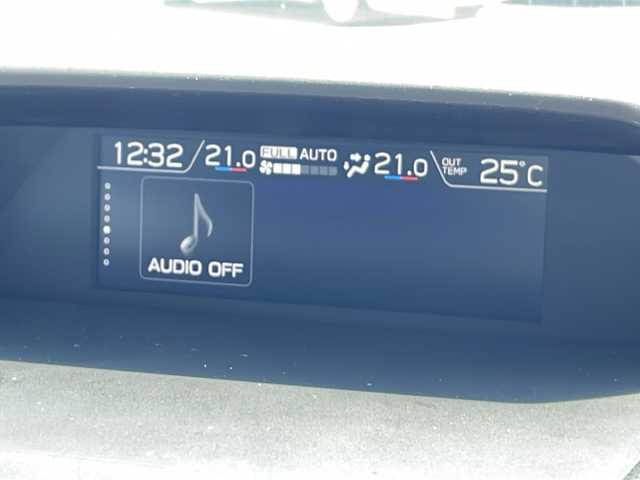 12:32 21.0 FULL AUTO 21.0 OUT TEMP 25°C
AUDIO OFF